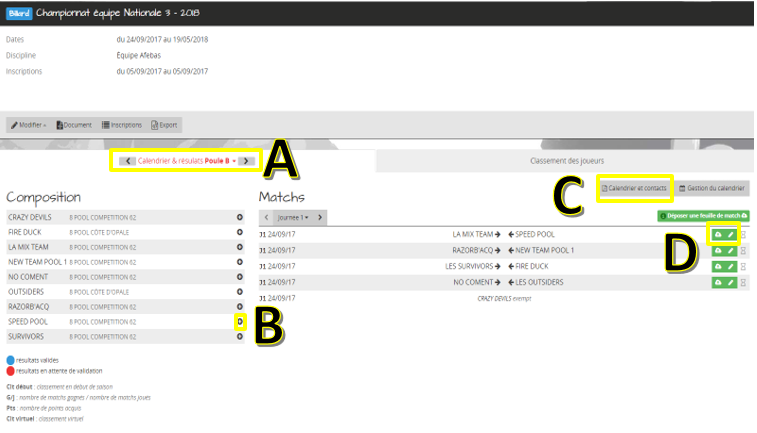 Billard Championnat équipe Nationale 3 - 2018
Dates du 24/09/2017 au 19/05/2018
Discipline Équipe Afebas
Inscriptions du 05/09/2017 au 05/09/2017
Modifier Document Inscriptions Export
Calendrier & résulats Poule B
A
Classement des joueurs
C
Calendrier et contacts Gestion du calendrier
Composition
CRAZY DEVILS 8 POOL COMPETITION 62
FIRE DUCK 8 POOL CÔTE D'OPALE
LA MIX TEAM 8 POOL COMPETITION 62
NEW TEAM POOL 1 8 POOL COMPETITION 62
NO COMENT 8 POOL COMPETITION 62
OUTSIDERS 8 POOL CÔTE D'OPALE
RAZORB'ACQ 8 POOL COMPETITION 62
SPEED POOL 8 POOL COMPETITION 62
SURVIVORS 8 POOL COMPETITION 62
B
résultats validés
résultats en attente de validation
Clt début : classement en début de saison
G/J : nombre de matchs gagnés / nombre de matchs joués
Pts : nombre de points acquis
Clt virtuel : classement virtuel
Matchs
Journée 1
Déposer une feuille de match
J1 24/09/17 LA MIX TEAM → ← SPEED POOL
J1 24/09/17 RAZORB'ACQ → ← NEW TEAM POOL 1
J1 24/09/17 LES SURVIVORS → ← FIRE DUCK
J1 24/09/17 NO COMENT → ← LES OUTSIDERS
J1 24/09/17 CRAZY DEVILS exempt
D